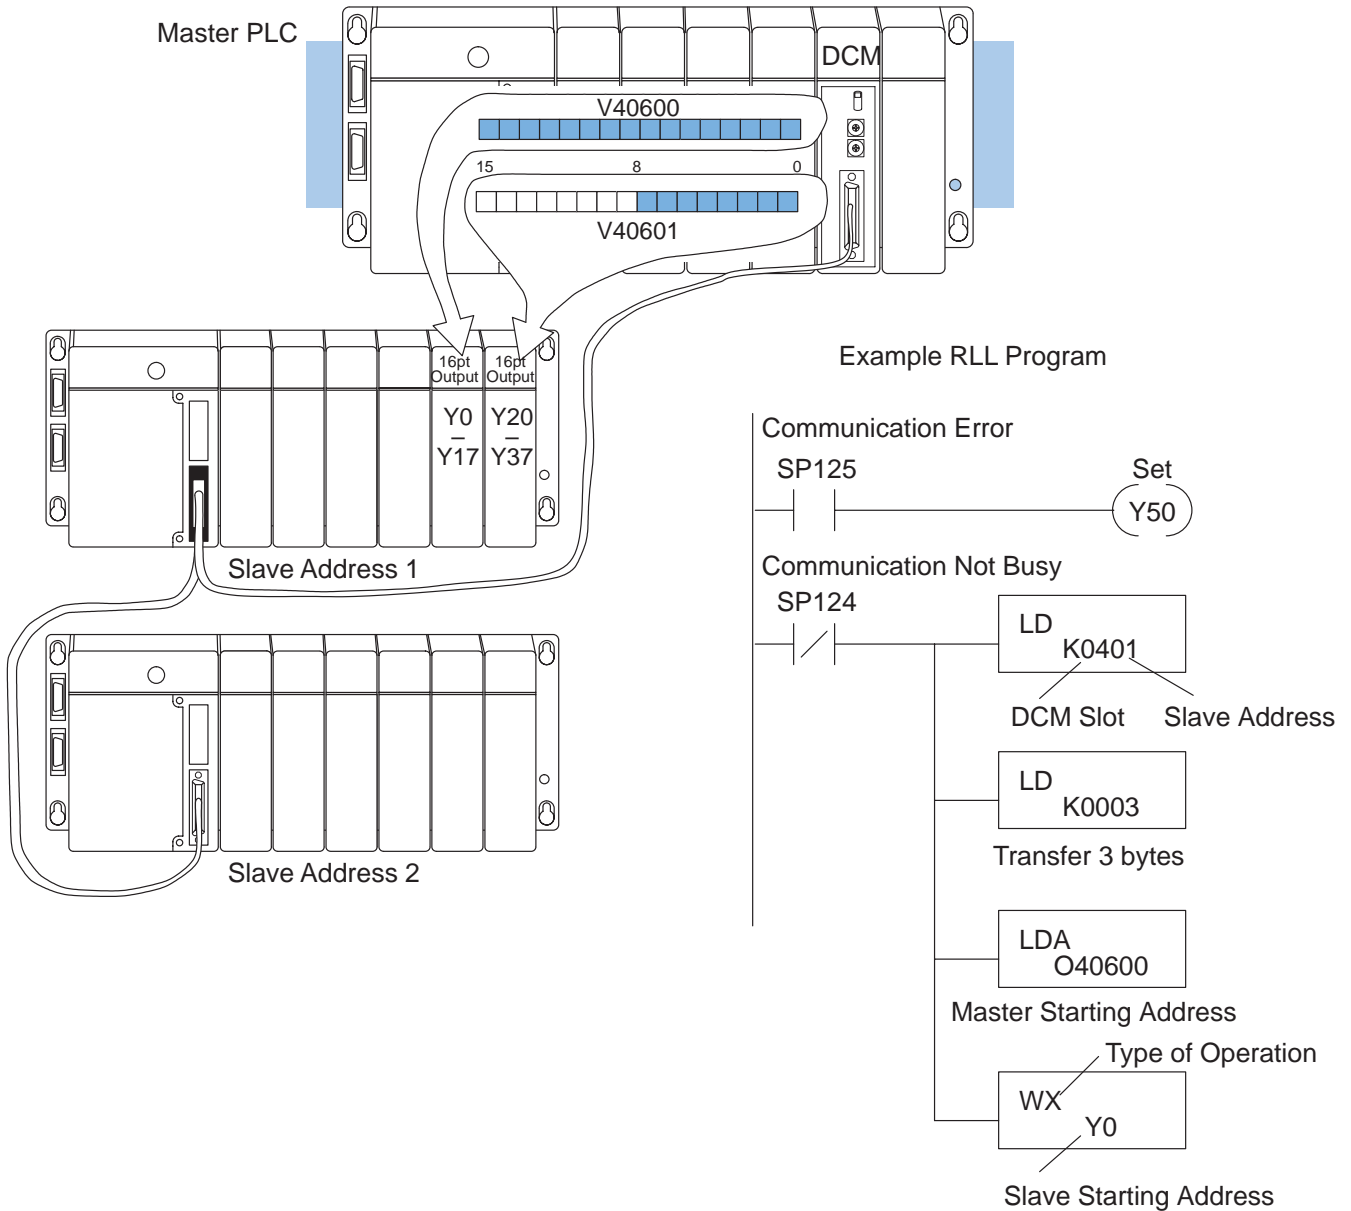 Master PLC
DCM
V40600
15 8 0
V40601
16pt
Output
16pt
Output
Y0
–
Y17
Y20
–
Y37
Slave Address 1
Slave Address 2
Example RLL Program
Communication Error
SP125
Set
Y50
Communication Not Busy
SP124
LD
K0401
DCM Slot
Slave Address
LD
K0003
Transfer 3 bytes
LDA
O40600
Master Starting Address
Type of Operation
WX
Y0
Slave Starting Address